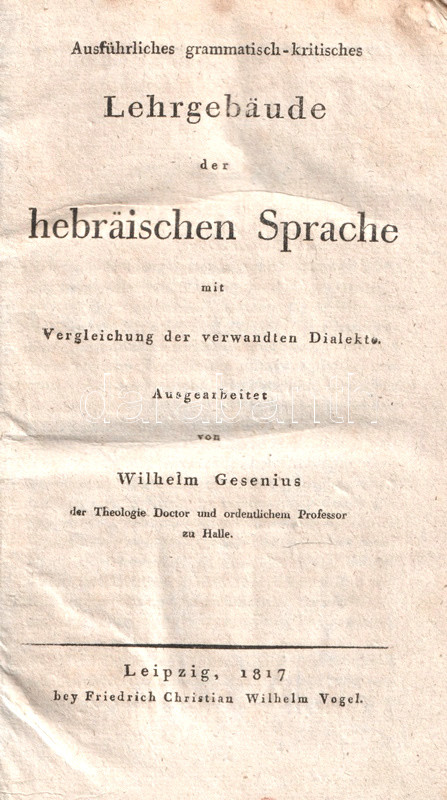 Ausführliches grammatisch-kritisches
Lehrgebäude
der
hebräischen Sprache
mit
Vergleichung der verwandten Dialekte.
Ausgearbeitet
darabanth
von
Wilhelm Gesenius
der Theologie Doctor und ordentlichem Professor
zu Halle.
Leipzig, 1817
bey Friedrich Christian Wilhelm Vogel.